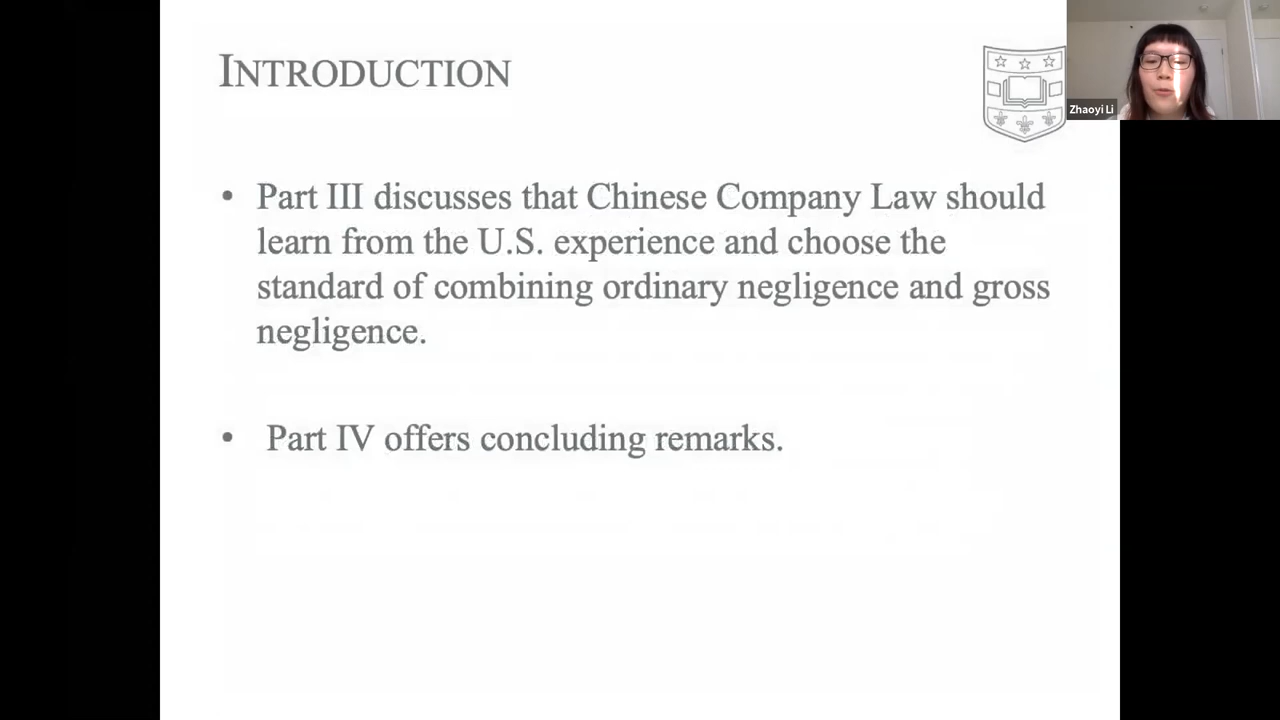 INTRODUCTION
Zhaoyi Li
• Part III discusses that Chinese Company Law should
learn from the U.S. experience and choose the
standard of combining ordinary negligence and gross
negligence.
• Part IV offers concluding remarks.